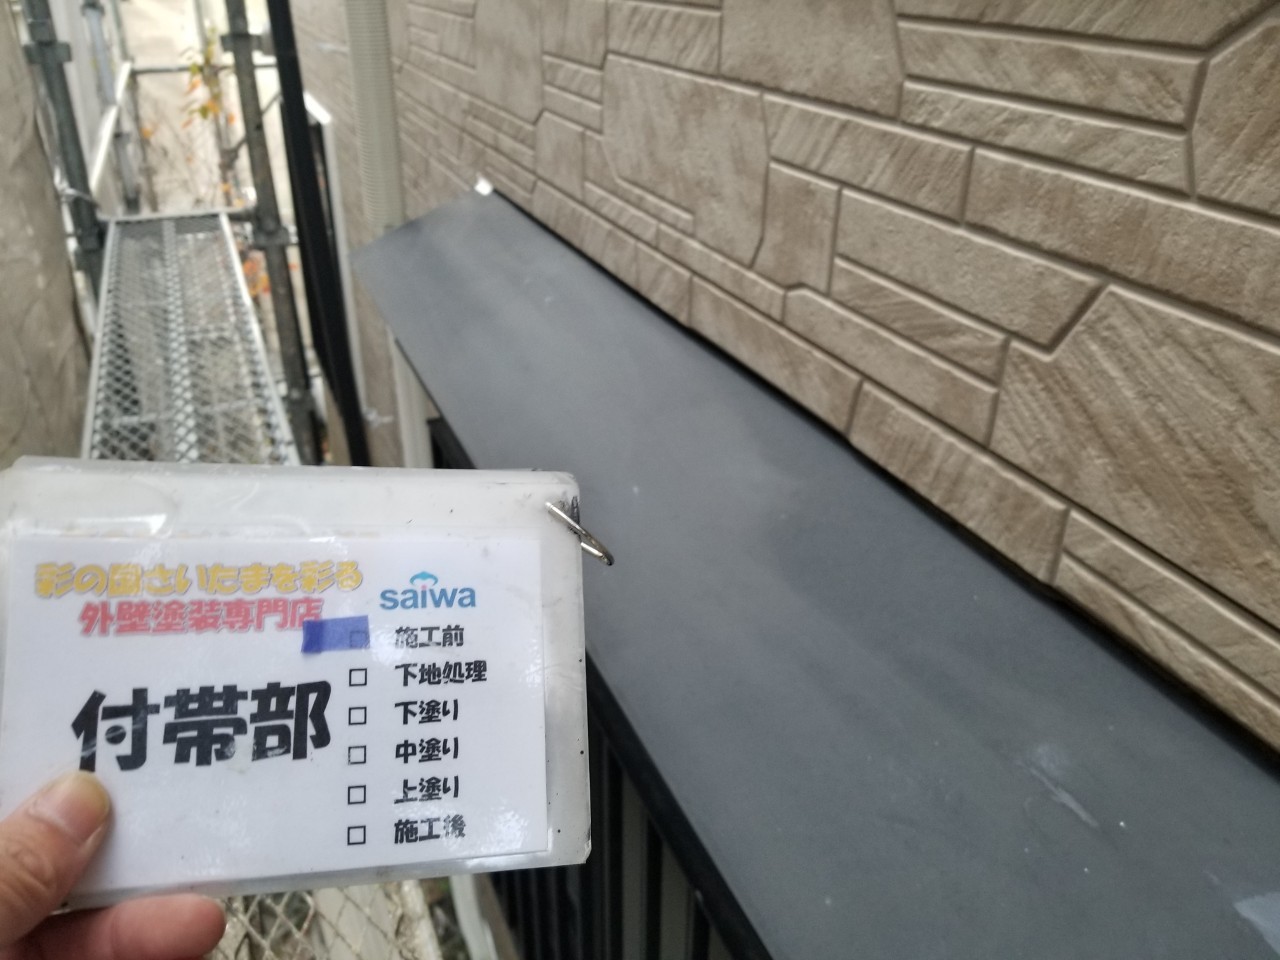 彩の国さいたまを彩る
外壁塗装専門店
saiwa
付帯部
□ 施工前
□ 下地処理
□ 下塗り
□ 中塗り
□ 上塗り
□ 施工後